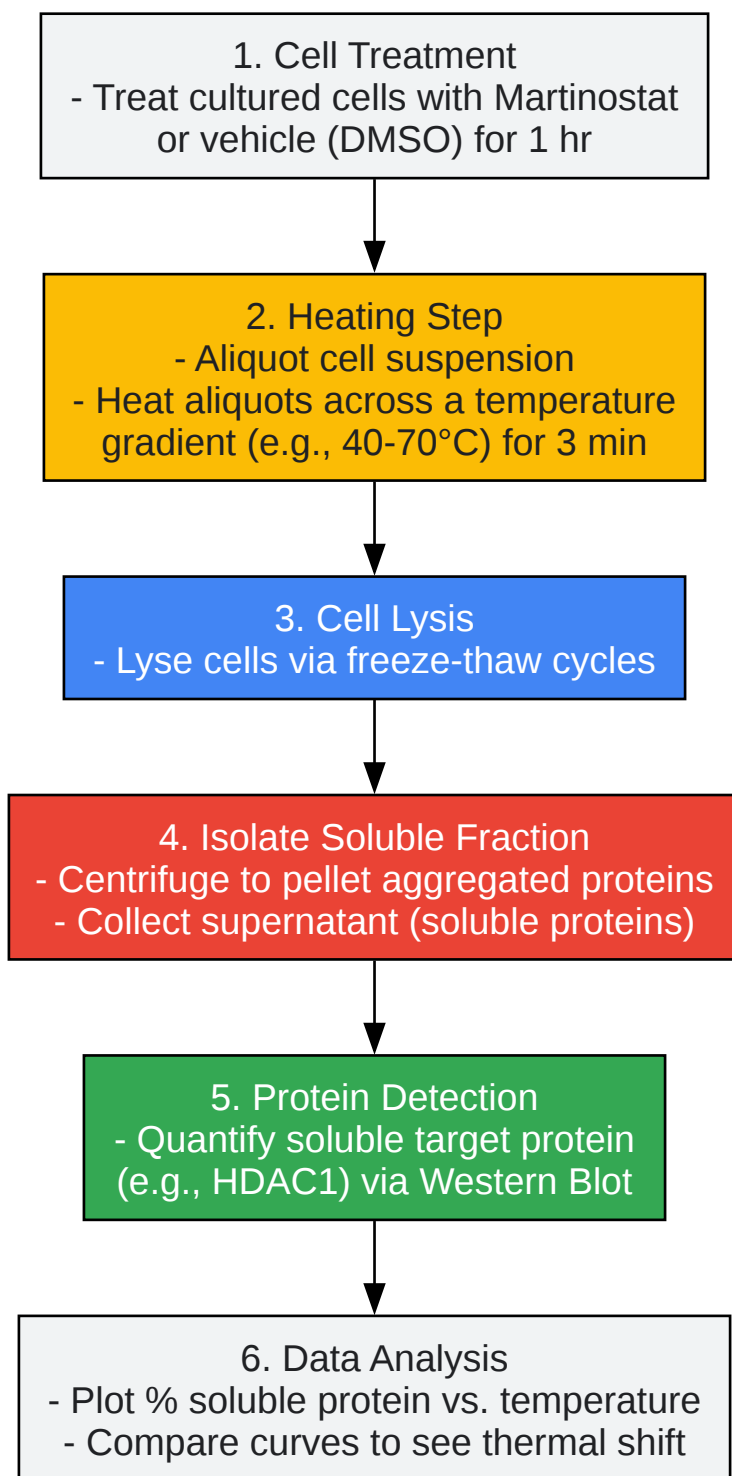 1. Cell Treatment
- Treat cultured cells with Martinostat
or vehicle (DMSO) for 1 hr
2. Heating Step
- Aliquot cell suspension
- Heat aliquots across a temperature
gradient (e.g., 40-70°C) for 3 min
3. Cell Lysis
- Lyse cells via freeze-thaw cycles
4. Isolate Soluble Fraction
- Centrifuge to pellet aggregated proteins
- Collect supernatant (soluble proteins)
5. Protein Detection
- Quantify soluble target protein
(e.g., HDAC1) via Western Blot
6. Data Analysis
- Plot % soluble protein vs. temperature
- Compare curves to see thermal shift